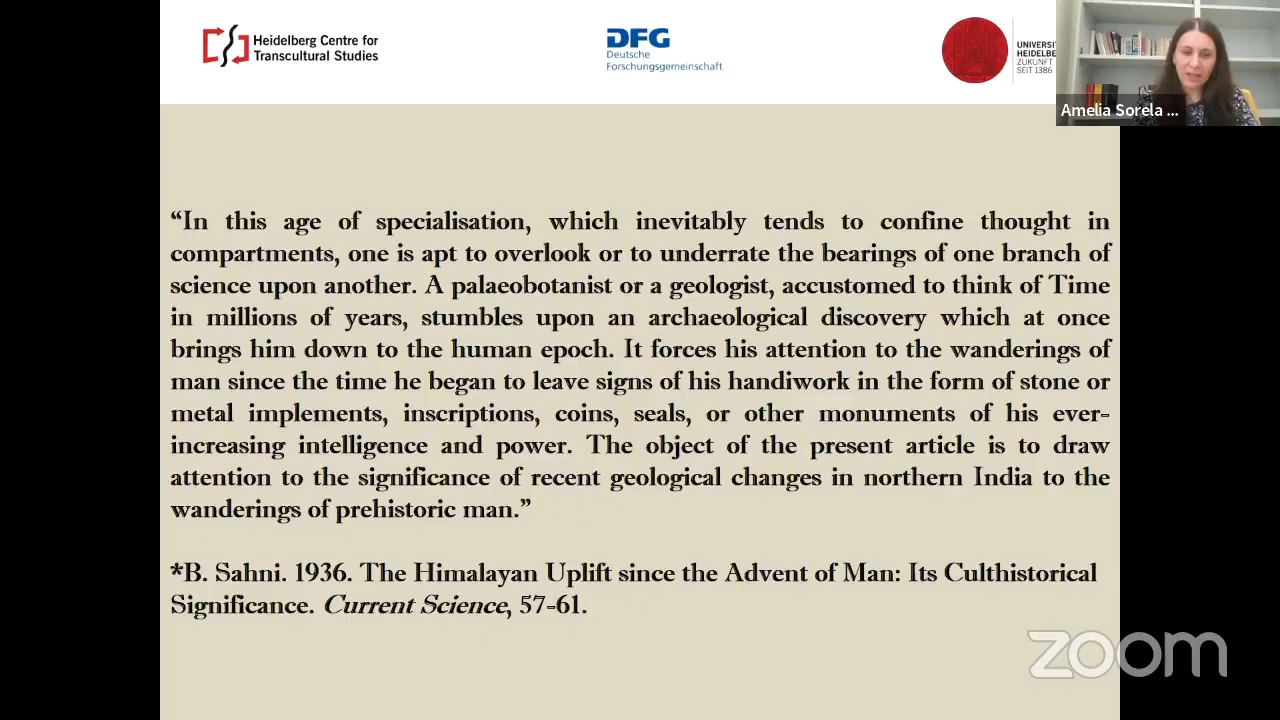 Heidelberg Centre for
Transcultural Studies
DFG
Deutsche
Forschungsgemeinschaft
UNIVERSI
HEIDELBE
ZUKUNFT
SEIT 1386
Amelia Sorela ...
“In this age of specialisation, which inevitably tends to confine thought in
compartments, one is apt to overlook or to underrate the bearings of one branch of
science upon another. A palaeobotanist or a geologist, accustomed to think of Time
in millions of years, stumbles upon an archaeological discovery which at once
brings him down to the human epoch. It forces his attention to the wanderings of
man since the time he began to leave signs of his handiwork in the form of stone or
metal implements, inscriptions, coins, seals, or other monuments of his ever-
increasing intelligence and power. The object of the present article is to draw
attention to the significance of recent geological changes in northern India to the
wanderings of prehistoric man.”
*B. Sahni. 1936. The Himalayan Uplift since the Advent of Man: Its Culthistorical
Significance. Current Science, 57-61.
zoom